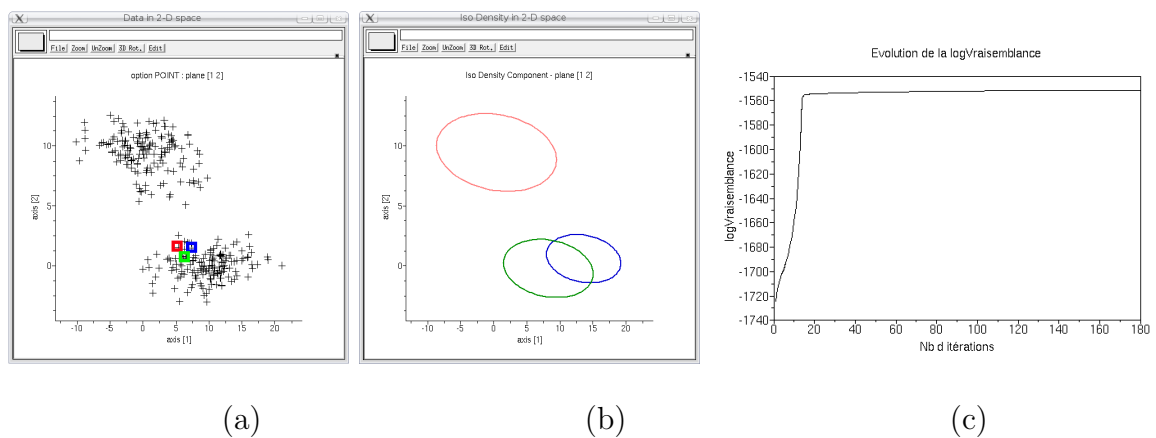 Data in 2-D space
File Zoom UnZoom 3D Rot. Edit
option POINT : plane [1 2]
axis [2]
10
5
0
-10 -5 0 5 10 15 20
axis [1]
(a)
Iso Density in 2-D space
File Zoom UnZoom 3D Rot. Edit
Iso Density Component - plane [1 2]
axis [2]
10
5
0
-10 -5 0 5 10 15 20
axis [1]
(b)
Evolution de la logVraisemblance
logVraisemblance
-1540
-1560
-1580
-1600
-1620
-1640
-1660
-1680
-1700
-1720
-1740
0 20 40 60 80 100 120 140 160 180
Nb d itérations
(c)